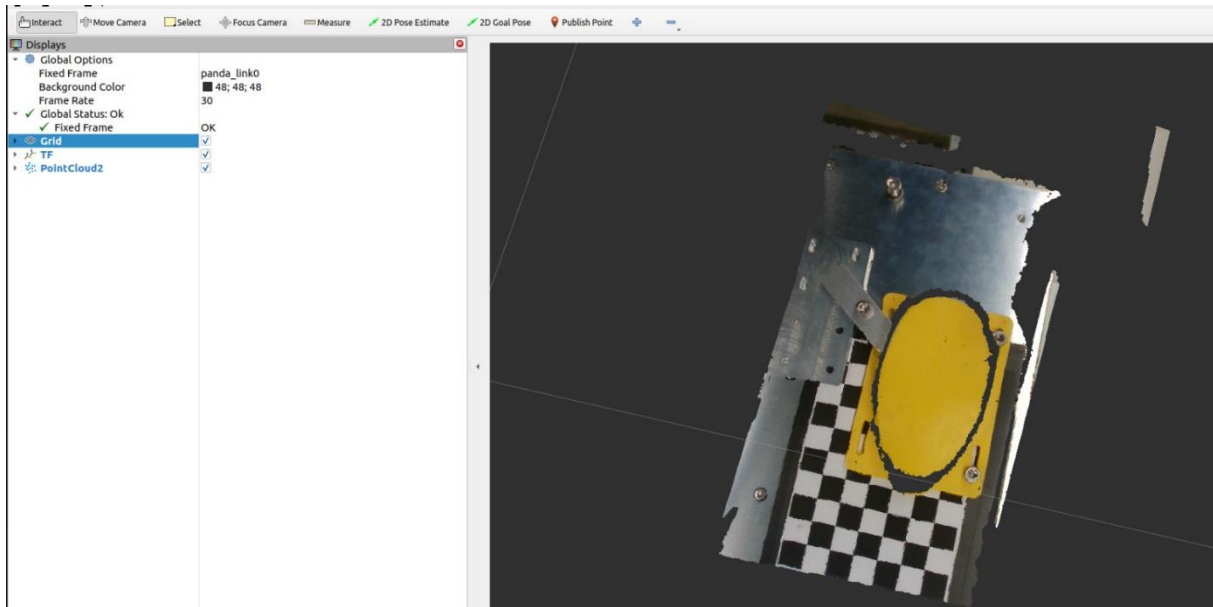 Interact Move Camera Select Focus Camera Measure 2D Pose Estimate 2D Goal Pose Publish Point
Displays
Global Options
Fixed Frame panda_link0
Background Color 48; 48; 48
Frame Rate 30
Global Status: Ok
Fixed Frame OK
Grid
TF
PointCloud2